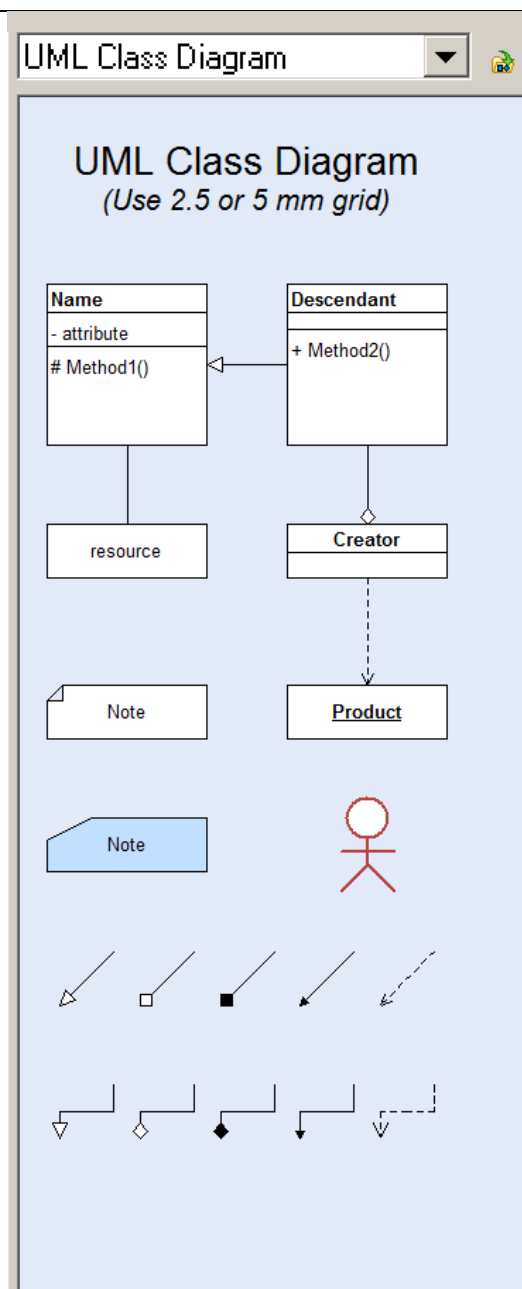 UML Class Diagram
UML Class Diagram
(Use 2.5 or 5 mm grid)
Name
- attribute
# Method1()
Descendant
+ Method2()
resource
Creator
Note
Product
Note